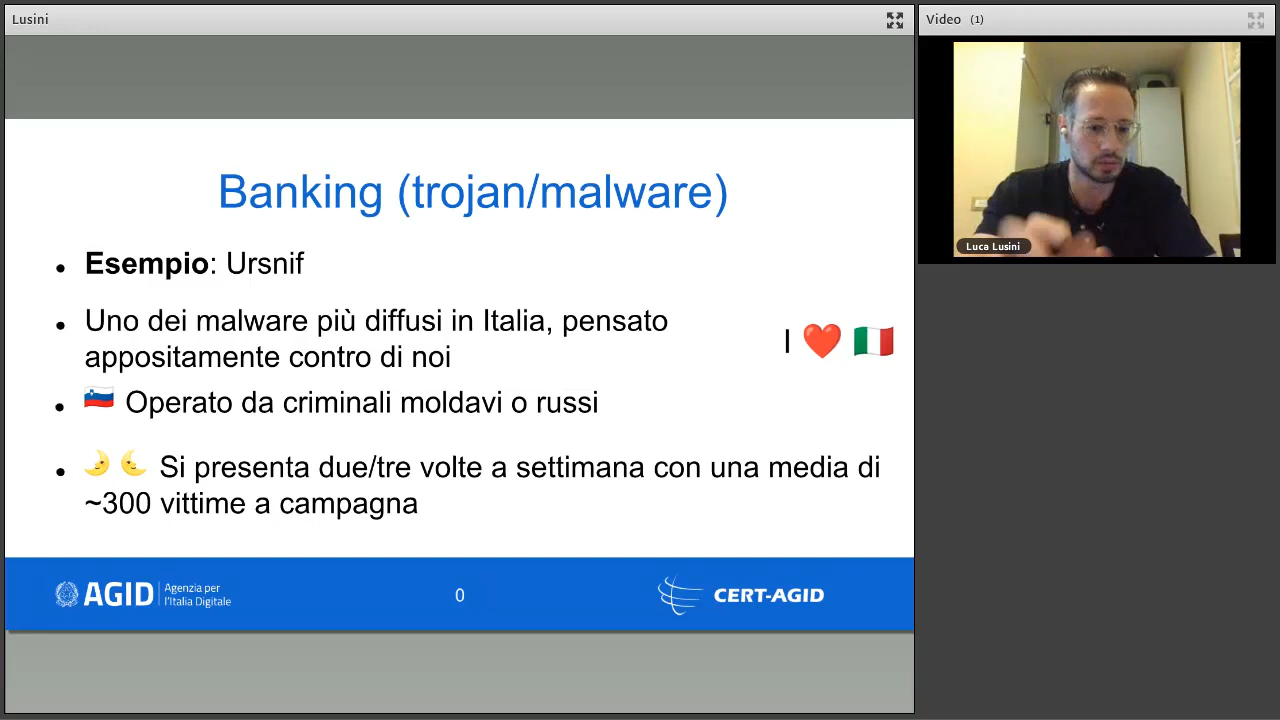 Lusini
Video (1)
Banking (trojan/malware)
Esempio: Ursnif
Uno dei malware più diffusi in Italia, pensato
appositamente contro di noi
I ❤️ 🇮🇹
🇸🇮 Operato da criminali moldavi o russi
🌛 🌜 Si presenta due/tre volte a settimana con una media di
~300 vittime a campagna
AGID Agenzia per
l'Italia Digitale
0
CERT-AGID
Luca Lusini